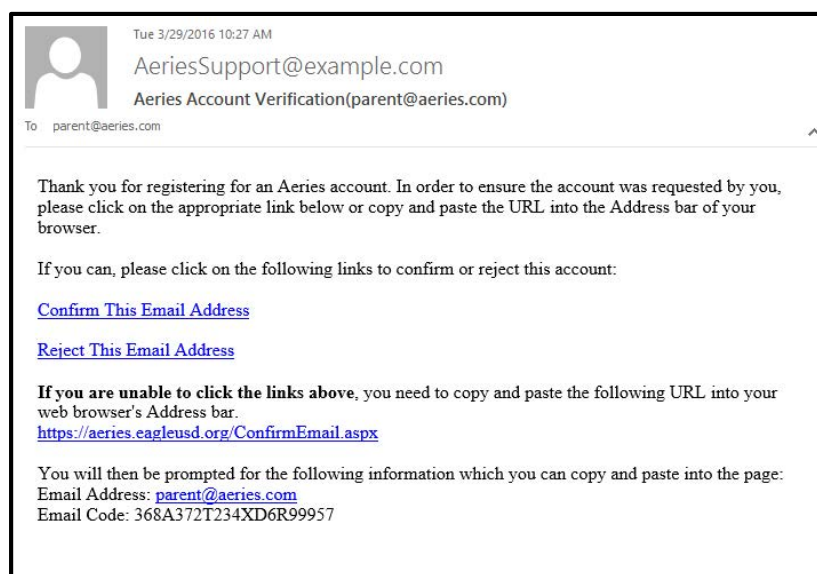 Tue 3/29/2016 10:27 AM
AeriesSupport@example.com
Aeries Account Verification(parent@aeries.com)
To parent@aeries.com
Thank you for registering for an Aeries account. In order to ensure the account was requested by you,
please click on the appropriate link below or copy and paste the URL into the Address bar of your
browser.
If you can, please click on the following links to confirm or reject this account:
Confirm This Email Address
Reject This Email Address
If you are unable to click the links above, you need to copy and paste the following URL into your
web browser's Address bar.
https://aeries.eagleusd.org/ConfirmEmail.aspx
You will then be prompted for the following information which you can copy and paste into the page:
Email Address: parent@aeries.com
Email Code: 368A372T234XD6R99957